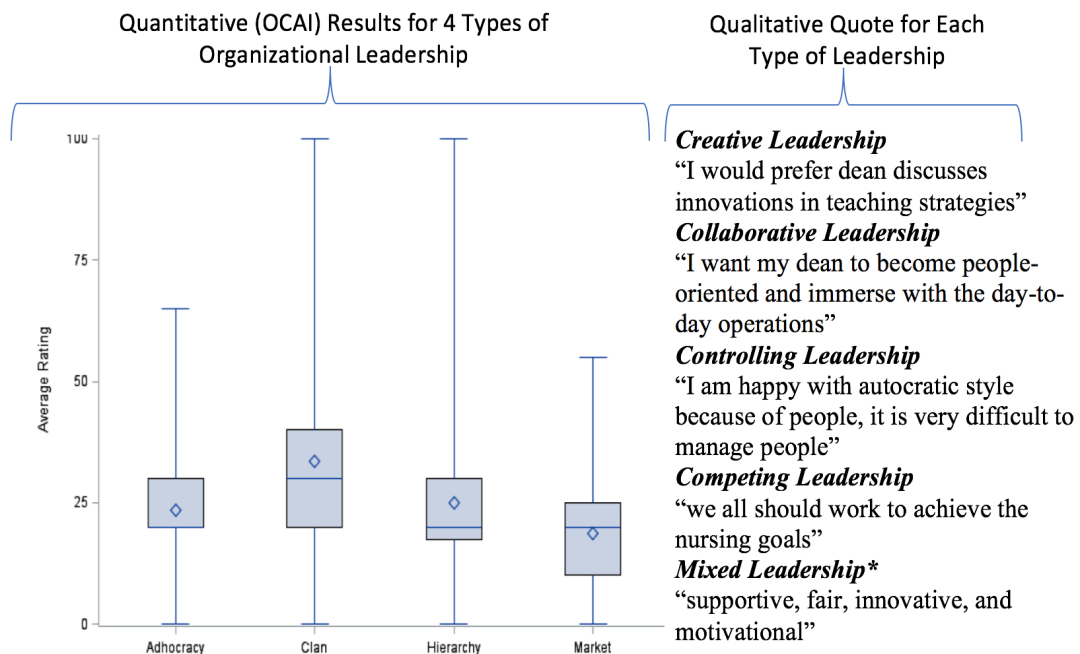 Quantitative (OCAI) Results for 4 Types of
Organizational Leadership
Qualitative Quote for Each
Type of Leadership
100
75
50
25
0
Average Rating
Adhocracy
Clan
Hierarchy
Market
Creative Leadership
“I would prefer dean discusses
innovations in teaching strategies”
Collaborative Leadership
“I want my dean to become people-
oriented and immerse with the day-to-
day operations”
Controlling Leadership
“I am happy with autocratic style
because of people, it is very difficult to
manage people”
Competing Leadership
“we all should work to achieve the
nursing goals”
Mixed Leadership*
“supportive, fair, innovative, and
motivational”